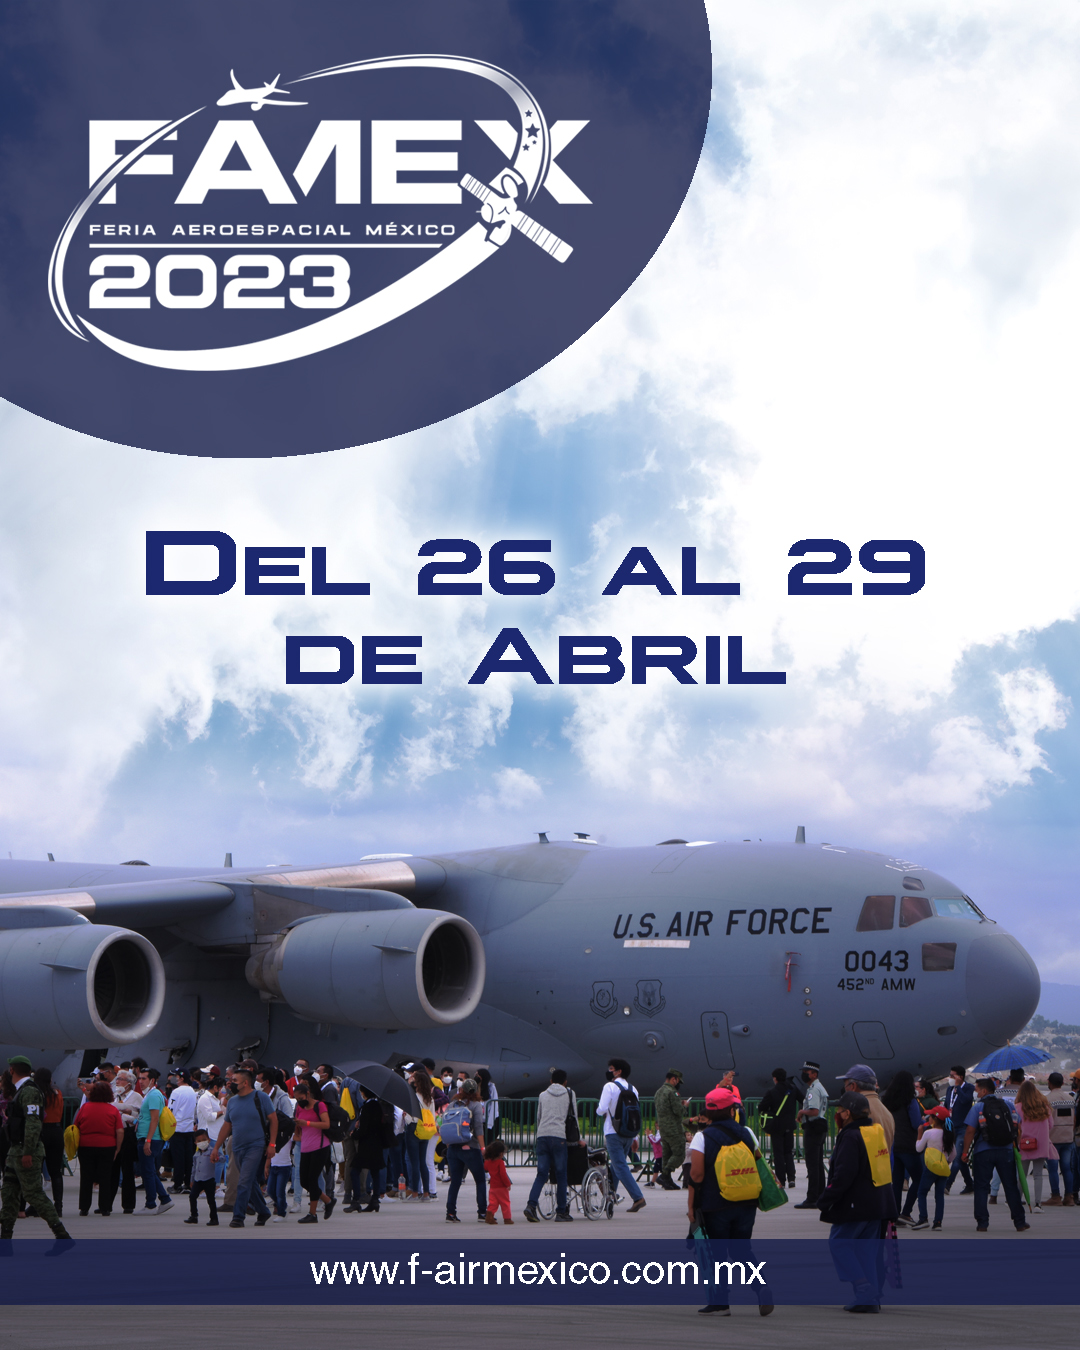 FAMEX
FERIA AEROESPACIAL MÉXICO
2023
DEL 26 AL 29
DE ABRIL
U.S. AIR FORCE
0043
452ND AMW
DHL
www.f-airmexico.com.mx